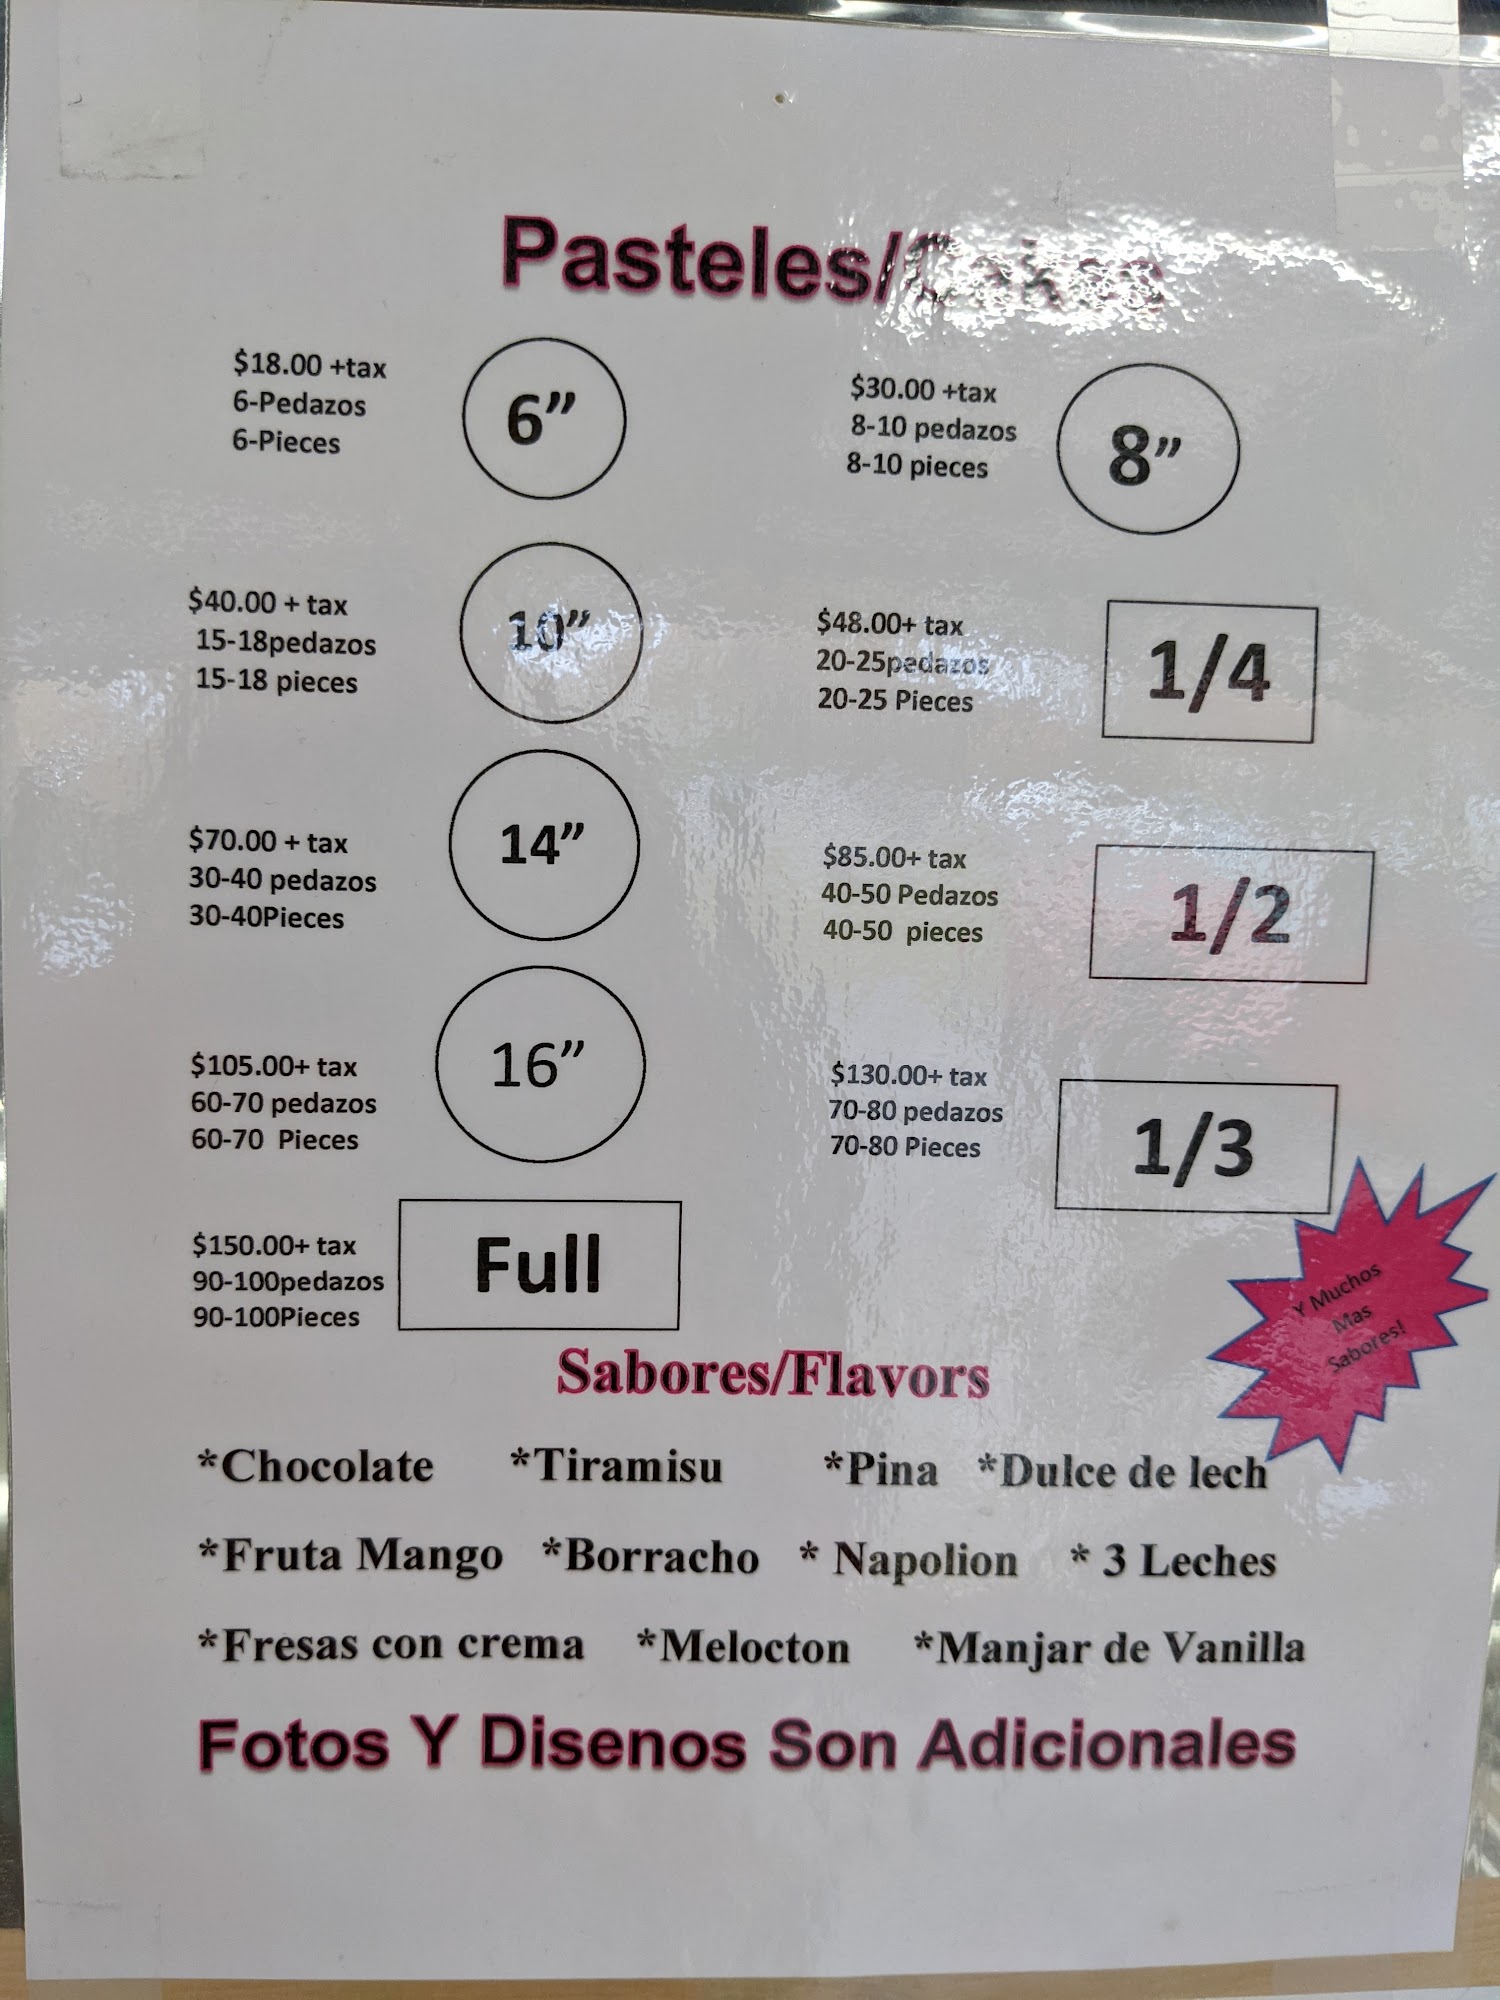 Pasteles/Cakes
$18.00 +tax
6-Pedazos
6-Pieces
6”
$30.00 +tax
8-10 pedazos
8-10 pieces
8”
$40.00 + tax
15-18pedazos
15-18 pieces
10”
$48.00+ tax
20-25pedazos
20-25 Pieces
1/4
$70.00 + tax
30-40 pedazos
30-40Pieces
14”
$85.00+ tax
40-50 Pedazos
40-50 pieces
1/2
$105.00+ tax
60-70 pedazos
60-70 Pieces
16”
$130.00+ tax
70-80 pedazos
70-80 Pieces
1/3
$150.00+ tax
90-100pedazos
90-100Pieces
Full
Y Muchos
Mas
Sabores!
Sabores/Flavors
*Chocolate *Tiramisu *Pina *Dulce de lech
*Fruta Mango *Borracho * Napolion * 3 Leches
*Fresas con crema *Melocton *Manjar de Vanilla
Fotos Y Disenos Son Adicionales